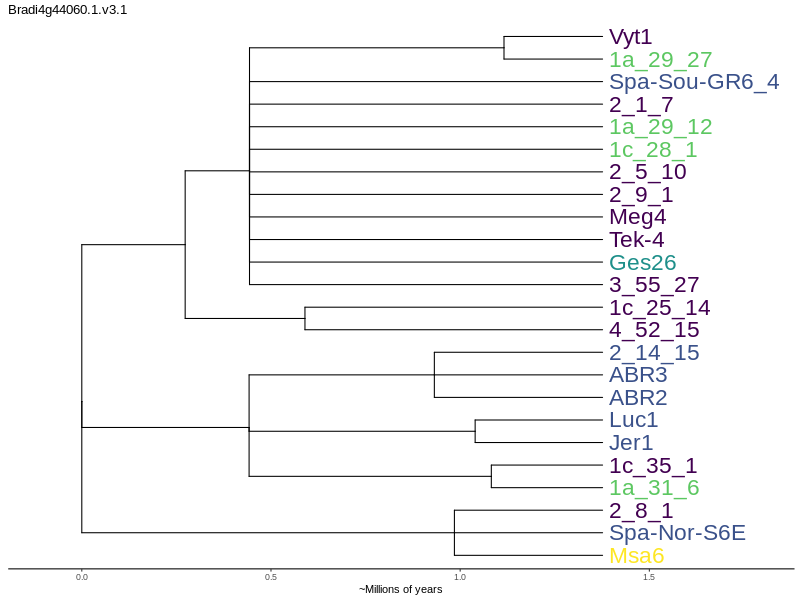 Bradi4g44060.1.v3.1
Vyt1
1a_29_27
Spa-Sou-GR6_4
2_1_7
1a_29_12
1c_28_1
2_5_10
2_9_1
Meg4
Tek-4
Ges26
3_55_27
1c_25_14
4_52_15
2_14_15
ABR3
ABR2
Luc1
Jer1
1c_35_1
1a_31_6
2_8_1
Spa-Nor-S6E
Msa6
0.0 0.5 1.0 1.5
~Millions of years